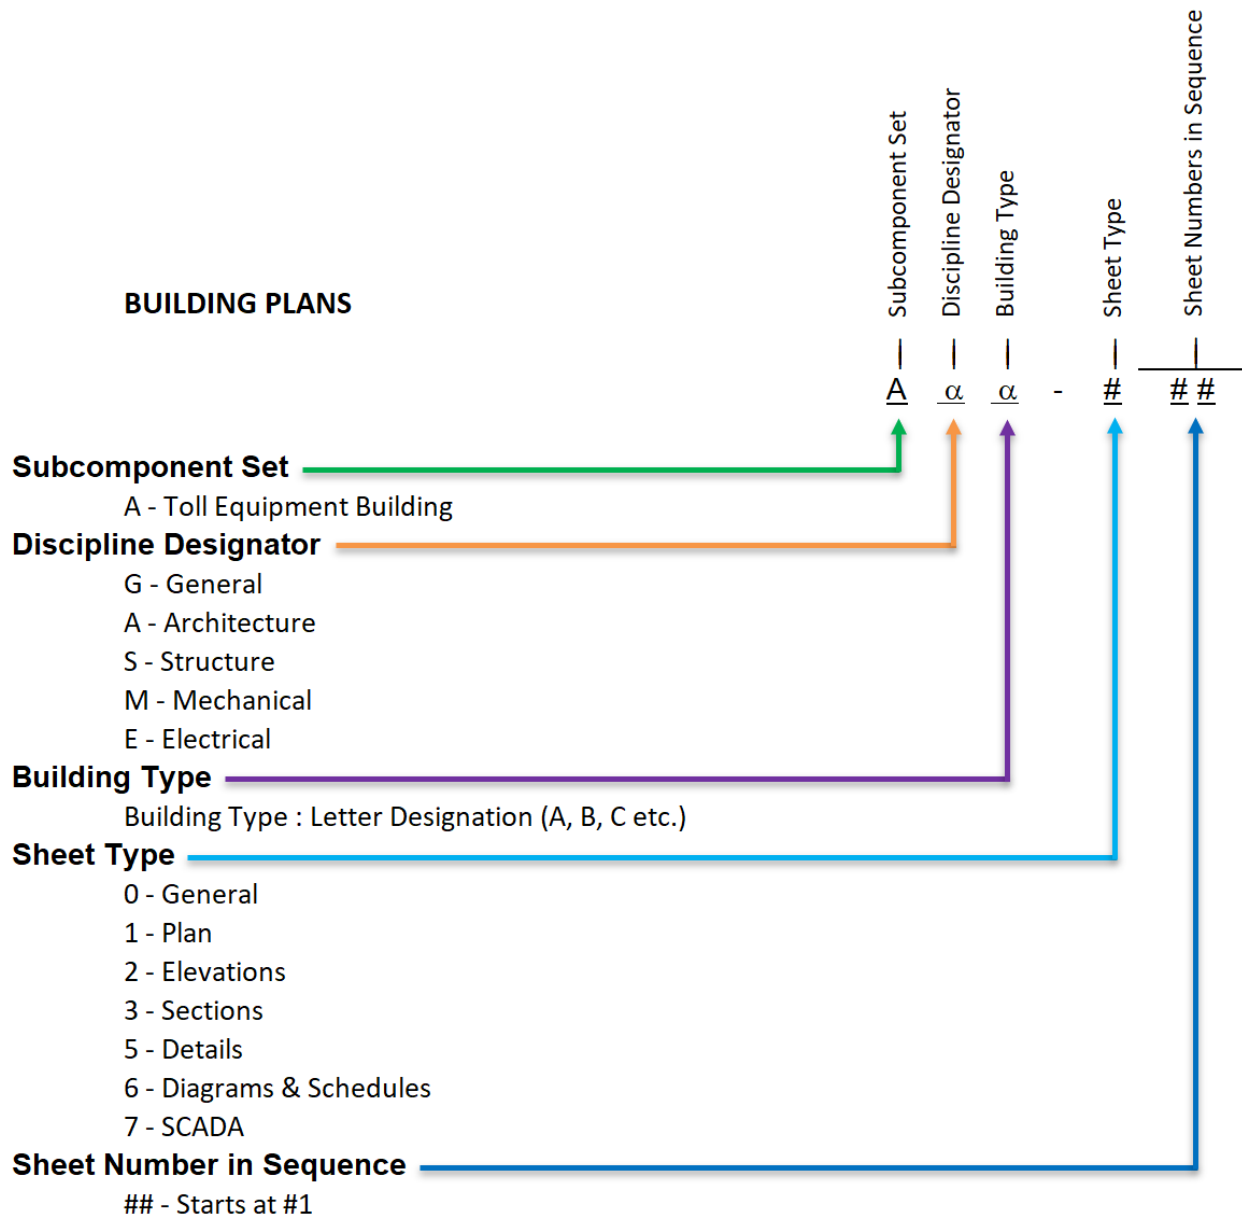 Subcomponent Set
Discipline Designator
Building Type
Sheet Type
Sheet Numbers in Sequence
BUILDING PLANS
A α α - # ##
Subcomponent Set
A - Toll Equipment Building
Discipline Designator
G - General
A - Architecture
S - Structure
M - Mechanical
E - Electrical
Building Type
Building Type : Letter Designation (A, B, C etc.)
Sheet Type
0 - General
1 - Plan
2 - Elevations
3 - Sections
5 - Details
6 - Diagrams & Schedules
7 - SCADA
Sheet Number in Sequence
## - Starts at #1